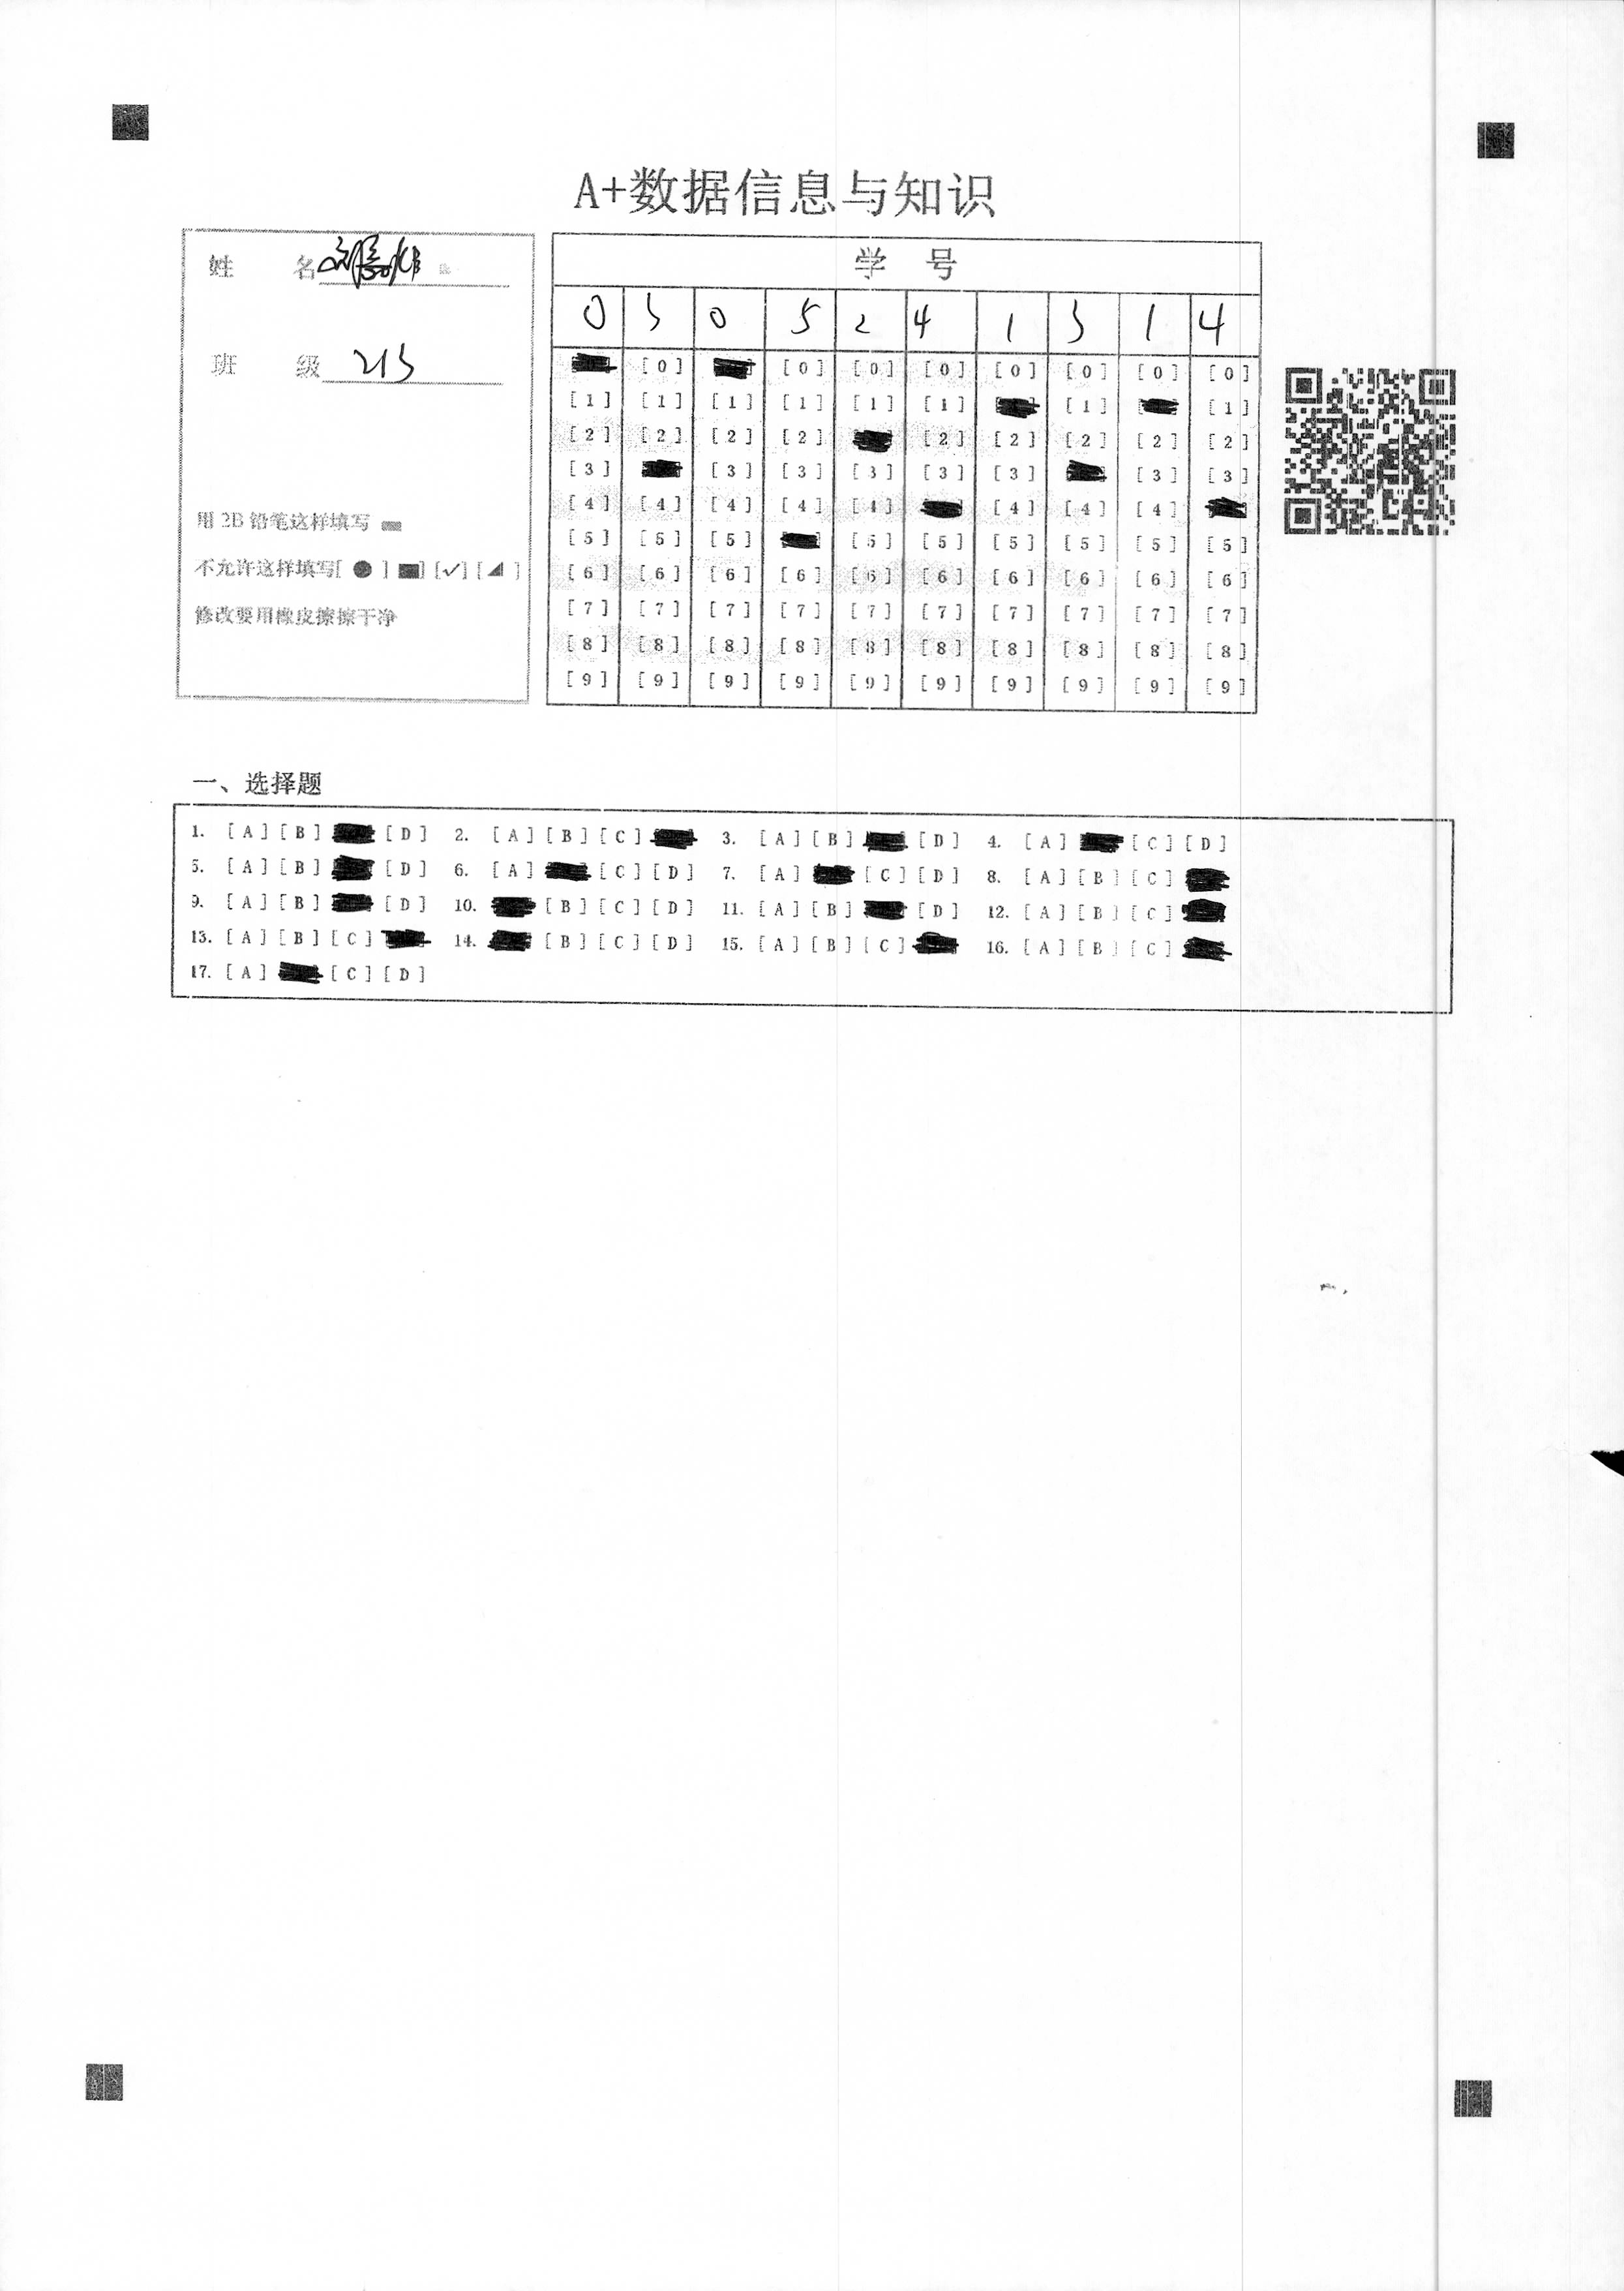 A+数据信息与知识
姓 名
班 级 213
用 2B 铅笔这样填写
不允许这样填写[ ● ] [■] [✓] [◢ ]
修改要用橡皮擦擦干净
学 号
0 3 0 5 2 4 1 3 1 4
[0] [0] [0] [0] [0] [0] [0] [0]
[1] [1] [1] [1] [1] [1] [1] [1]
[2] [2] [2] [2] [2] [2] [2] [2] [2]
[3] [3] [3] [3] [3] [3] [3] [3]
[4] [4] [4] [4] [4] [4] [4] [4]
[5] [5] [5] [5] [5] [5] [5] [5] [5]
[6] [6] [6] [6] [6] [6] [6] [6] [6] [6]
[7] [7] [7] [7] [7] [7] [7] [7] [7] [7]
[8] [8] [8] [8] [8] [8] [8] [8] [8] [8]
[9] [9] [9] [9] [9] [9] [9] [9] [9] [9]
一、选择题
1. [A] [B] [D] 2. [A] [B] [C] 3. [A] [B] [D] 4. [A] [C] [D]
5. [A] [B] [D] 6. [A] [C] [D] 7. [A] [C] [D] 8. [A] [B] [C]
9. [A] [B] [D] 10. [B] [C] [D] 11. [A] [B] [D] 12. [A] [B] [C]
13. [A] [B] [C] 14. [B] [C] [D] 15. [A] [B] [C] 16. [A] [B] [C]
17. [A] [C] [D]